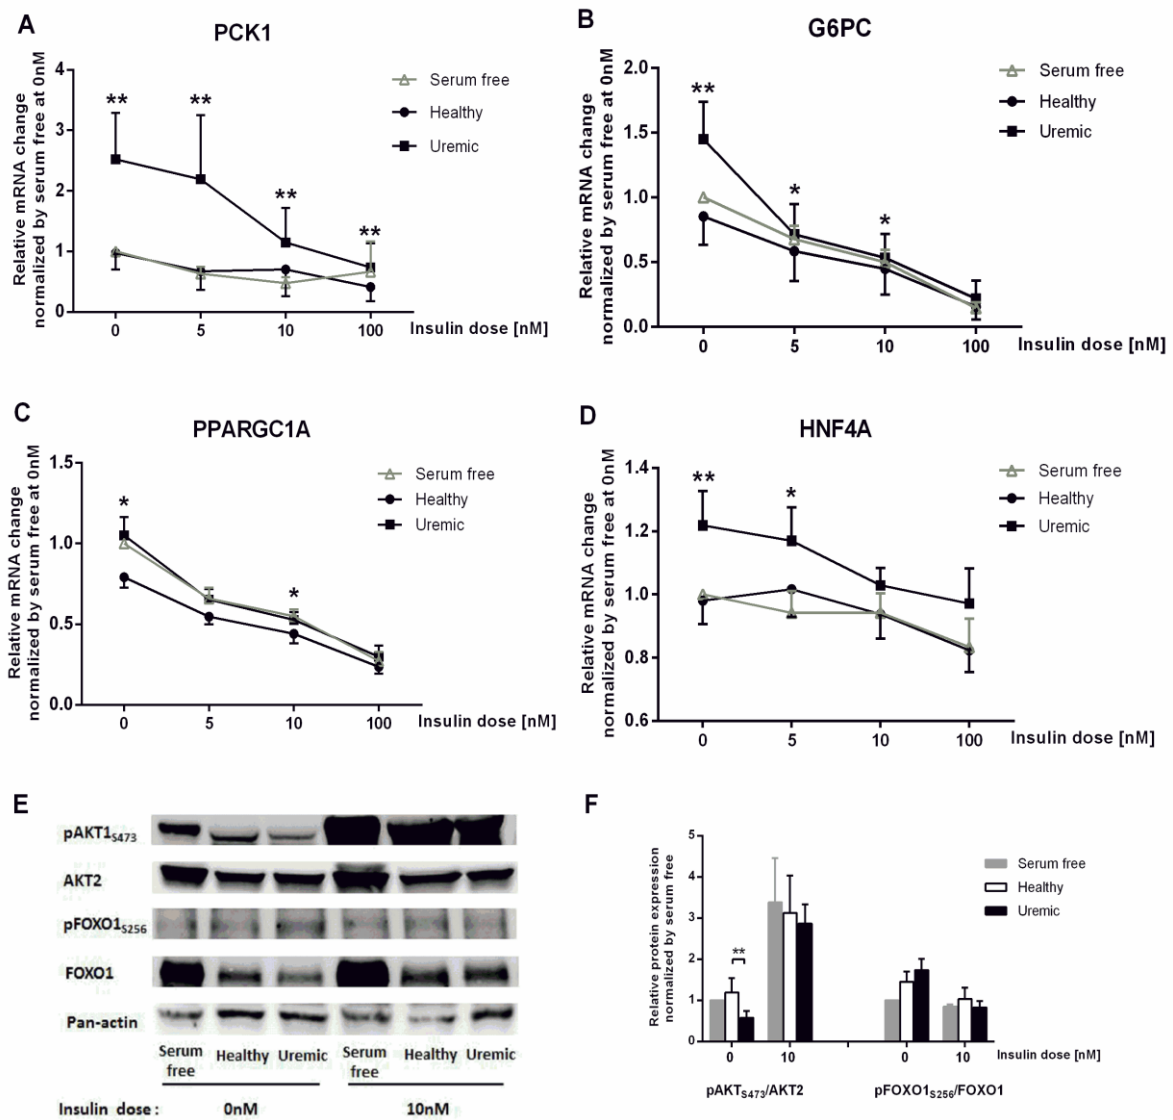 A
PCK1
Relative mRNA change
normalized by serum free at 0nM
4
3
2
1
0
** ** ** **
Serum free
Healthy
Uremic
0 5 10 100
Insulin dose [nM]
B
G6PC
Relative mRNA change
normalized by serum free at 0nM
2.0
1.5
1.0
0.5
0.0
** * *
Serum free
Healthy
Uremic
0 5 10 100
Insulin dose [nM]
C
PPARGC1A
Relative mRNA change
normalized by serum free at 0nM
1.5
1.0
0.5
0.0
* *
Serum free
Healthy
Uremic
0 5 10 100
Insulin dose [nM]
D
HNF4A
Relative mRNA change
normalized by serum free at 0nM
1.4
1.2
1.0
0.8
0.6
** *
Serum free
Healthy
Uremic
0 5 10 100
Insulin dose [nM]
E
pAKT1S473
AKT2
pFOXO1S256
FOXO1
Pan-actin
Serum free Healthy Uremic Serum free Healthy Uremic
Insulin dose : 0nM 10nM
F
Relative protein expression
normalized by serum free
5
4
3
2
1
0
**
Serum free
Healthy
Uremic
0 10 0 10
Insulin dose [nM]
pAKTS473/AKT2 pFOXO1S256/FOXO1